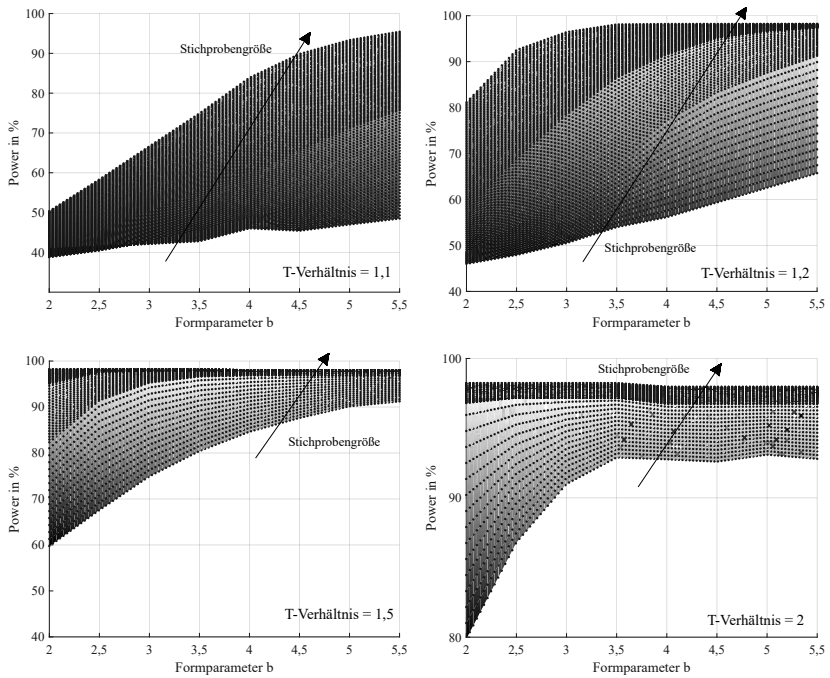 100
90
80
70
60
50
40
Power in %
Stichprobengröße
T-Verhältnis = 1,1
2 2,5 3 3,5 4 4,5 5 5,5
Formparameter b
100
90
80
70
60
50
40
Power in %
Stichprobengröße
T-Verhältnis = 1,2
2 2,5 3 3,5 4 4,5 5 5,5
Formparameter b
100
90
80
70
60
50
40
Power in %
Stichprobengröße
T-Verhältnis = 1,5
2 2,5 3 3,5 4 4,5 5 5,5
Formparameter b
100
90
80
Power in %
Stichprobengröße
T-Verhältnis = 2
2 2,5 3 3,5 4 4,5 5 5,5
Formparameter b